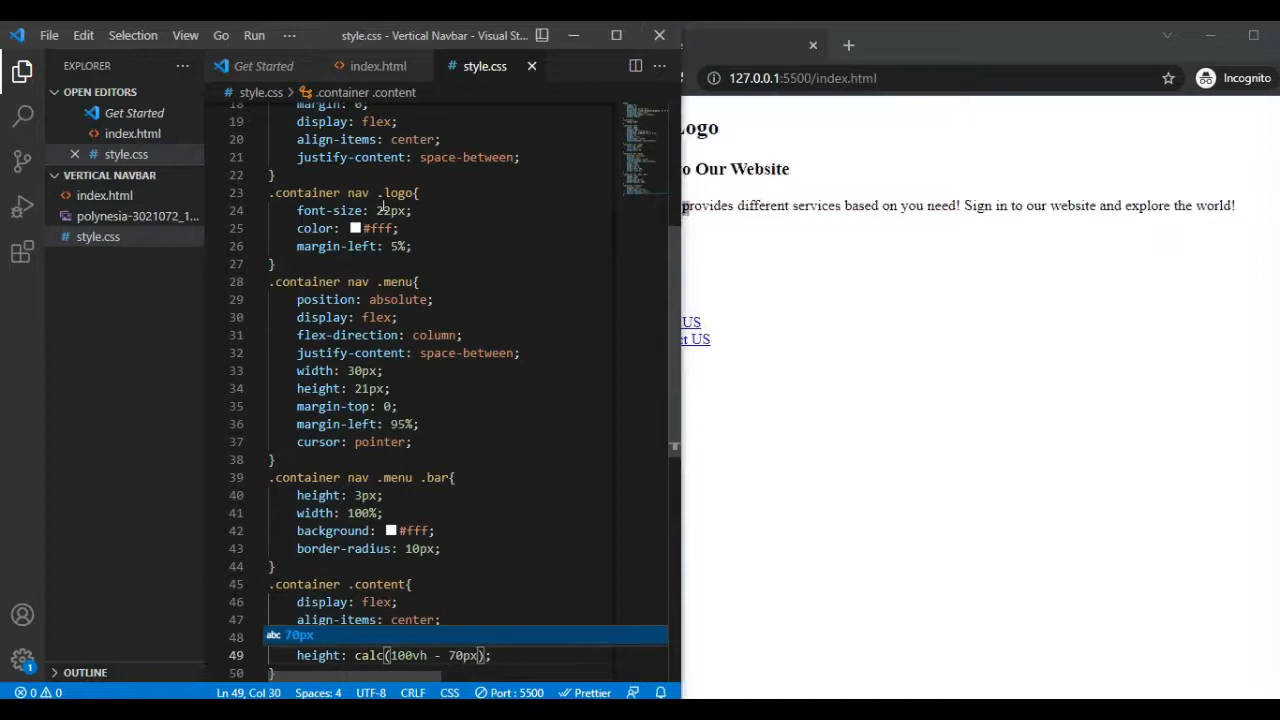 File Edit Selection View Go Run ··· style.css - Vertical Navbar - Visual St...
EXPLORER ···
Get Started
index.html
style.css
127.0.0.1:5500/index.html
Incognito
OPEN EDITORS
Get Started
index.html
style.css
VERTICAL NAVBAR
index.html
polynesia-3021072_1...
style.css
OUTLINE
style.css > .container .content
18 margin: 0;
19 display: flex;
20 align-items: center;
21 justify-content: space-between;
22 }
23 .container nav .logo{
24 font-size: 22px;
25 color: #fff;
26 margin-left: 5%;
27 }
28 .container nav .menu{
29 position: absolute;
30 display: flex;
31 flex-direction: column;
32 justify-content: space-between;
33 width: 30px;
34 height: 21px;
35 margin-top: 0;
36 margin-left: 95%;
37 cursor: pointer;
38 }
39 .container nav .menu .bar{
40 height: 3px;
41 width: 100%;
42 background: #fff;
43 border-radius: 10px;
44 }
45 .container .content{
46 display: flex;
47 align-items: center;
48
abc 70px
49 height: calc(100vh - 70px);
50 }
Logo
to Our Website
provides different services based on you need! Sign in to our website and explore the world!
US
ct US
1
0 0 Ln 49, Col 30 Spaces: 4 UTF-8 CRLF CSS Port : 5500 Prettier